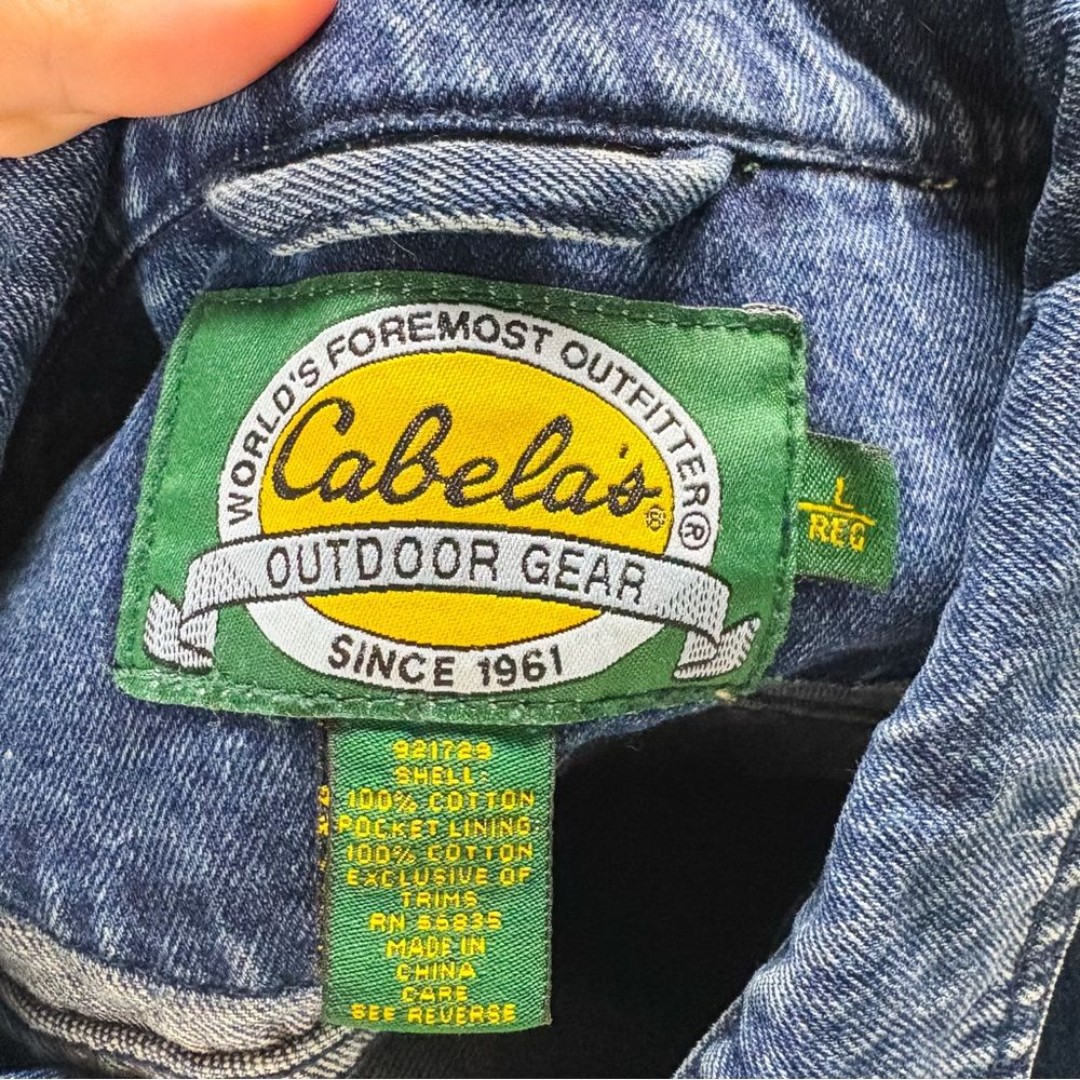 WORLD'S FOREMOST OUTFITTER®
Cabela's®
OUTDOOR GEAR
SINCE 1961
L
REG
921729
SHELL:
100% COTTON
POCKET LINING:
100% COTTON
EXCLUSIVE OF
TRIMS
RN 55835
MADE IN
CHINA
CARE
SEE REVERSE